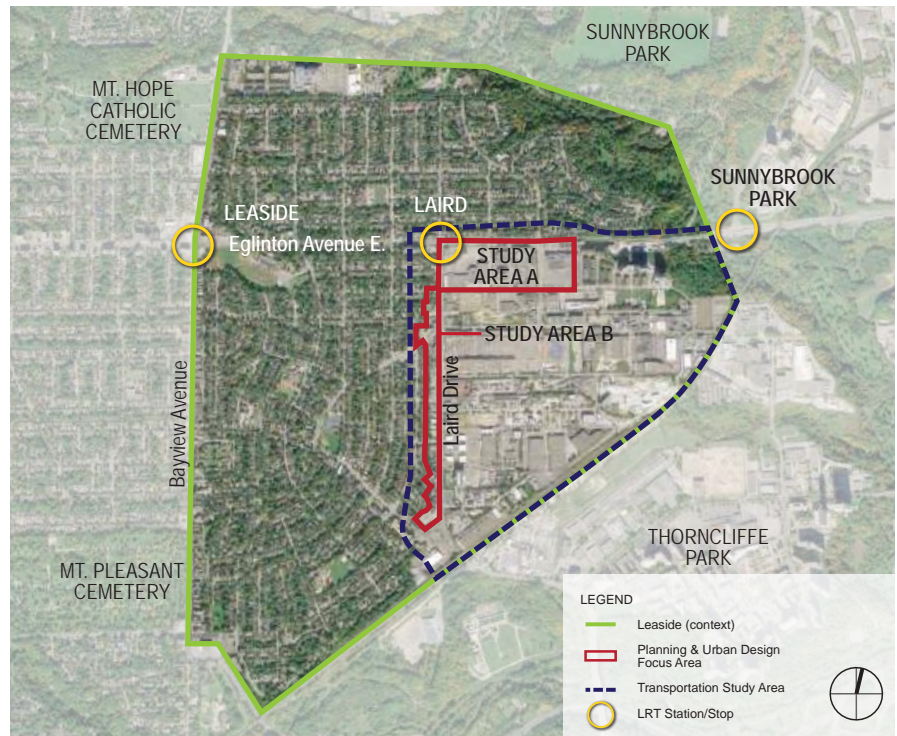 SUNNYBROOK
PARK
MT. HOPE
CATHOLIC
CEMETERY
SUNNYBROOK
PARK
LEASIDE
LAIRD
Eglinton Avenue E.
STUDY
AREA A
STUDY AREA B
Bayview Avenue
Laird Drive
THORNCLIFFE
PARK
MT. PLEASANT
CEMETERY
LEGEND
Leaside (context)
Planning & Urban Design
Focus Area
Transportation Study Area
LRT Station/Stop